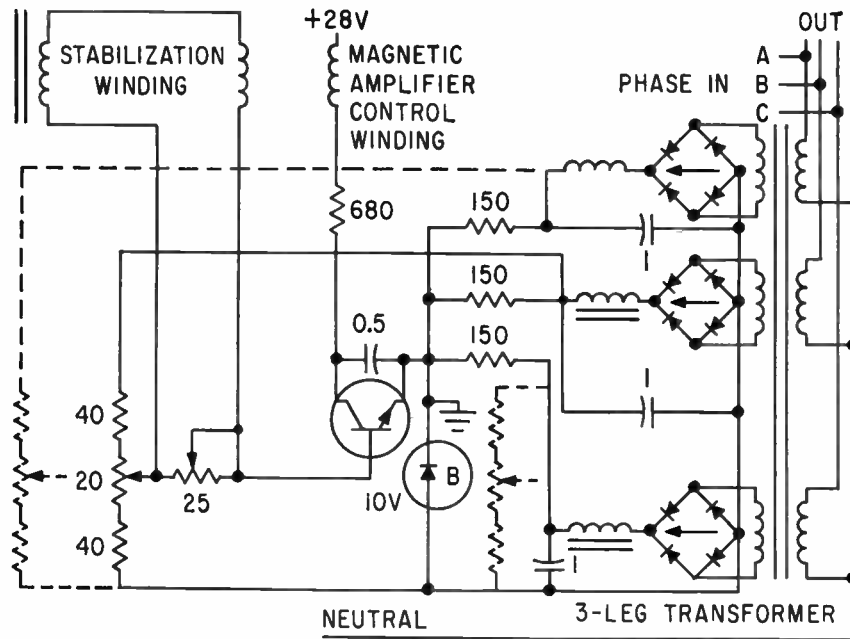 +28V
OUT
STABILIZATION
WINDING
MAGNETIC
AMPLIFIER
CONTROL
WINDING
PHASE IN
A
B
C
680
150
1
150
0.5
150
1
40
20
25
40
10V
B
1
NEUTRAL
3-LEG TRANSFORMER